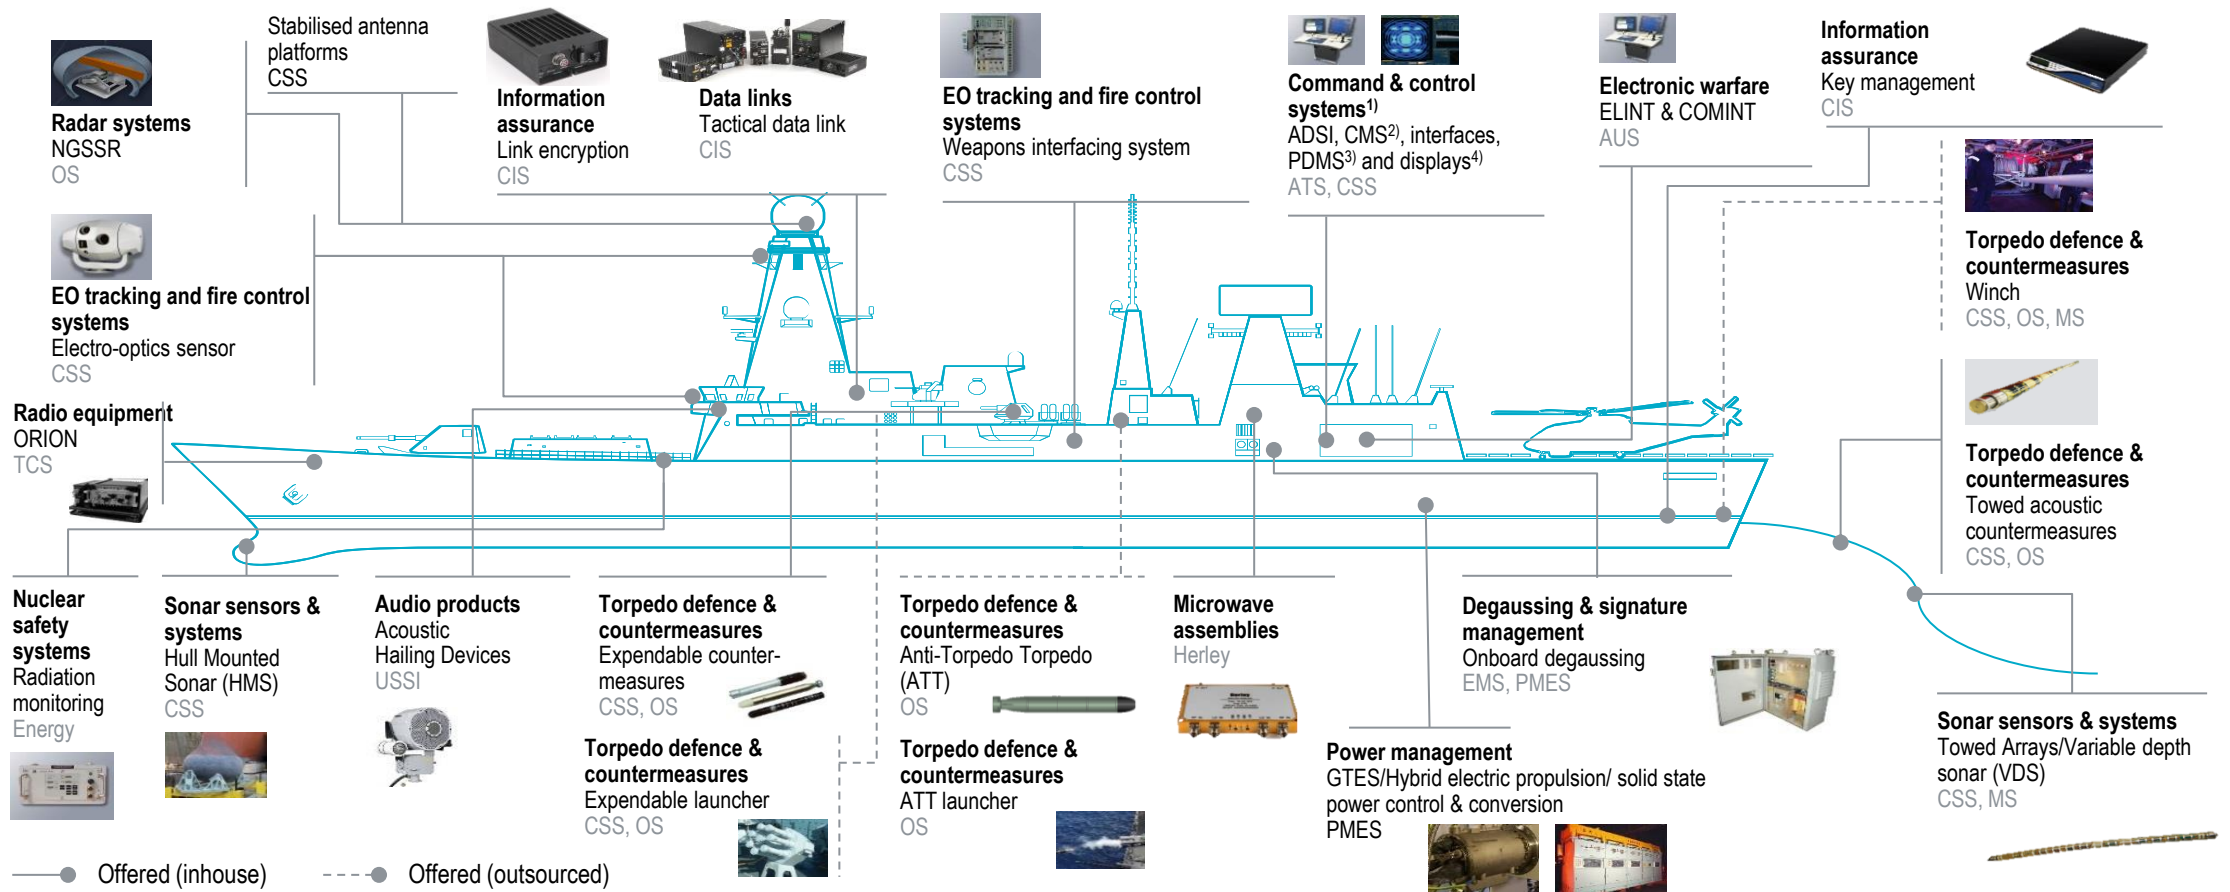 Stabilised antenna
platforms
CSS
Radar systems
NGSSR
OS
Information
assurance
Link encryption
CIS
Data links
Tactical data link
CIS
EO tracking and fire control
systems
Weapons interfacing system
CSS
Command & control
systems¹⁾
ADSI, CMS²⁾, interfaces,
PDMS³⁾ and displays⁴⁾
ATS, CSS
Electronic warfare
ELINT & COMINT
AUS
Information
assurance
Key management
CIS
Torpedo defence &
countermeasures
Winch
CSS, OS, MS
EO tracking and fire control
systems
Electro-optics sensor
CSS
Radio equipment
ORION
TCS
Torpedo defence &
countermeasures
Towed acoustic
countermeasures
CSS, OS
Nuclear
safety
systems
Radiation
monitoring
Energy
Sonar sensors &
systems
Hull Mounted
Sonar (HMS)
CSS
Audio products
Acoustic
Hailing Devices
USSI
Torpedo defence &
countermeasures
Expendable counter-
measures
CSS, OS
Torpedo defence &
countermeasures
Expendable launcher
CSS, OS
Torpedo defence &
countermeasures
Anti-Torpedo Torpedo
(ATT)
OS
Torpedo defence &
countermeasures
ATT launcher
OS
Microwave
assemblies
Herley
Herley
Degaussing & signature
management
Onboard degaussing
EMS, PMES
Power management
GTES/Hybrid electric propulsion/ solid state
power control & conversion
PMES
Sonar sensors & systems
Towed Arrays/Variable depth
sonar (VDS)
CSS, MS
Offered (inhouse)
Offered (outsourced)